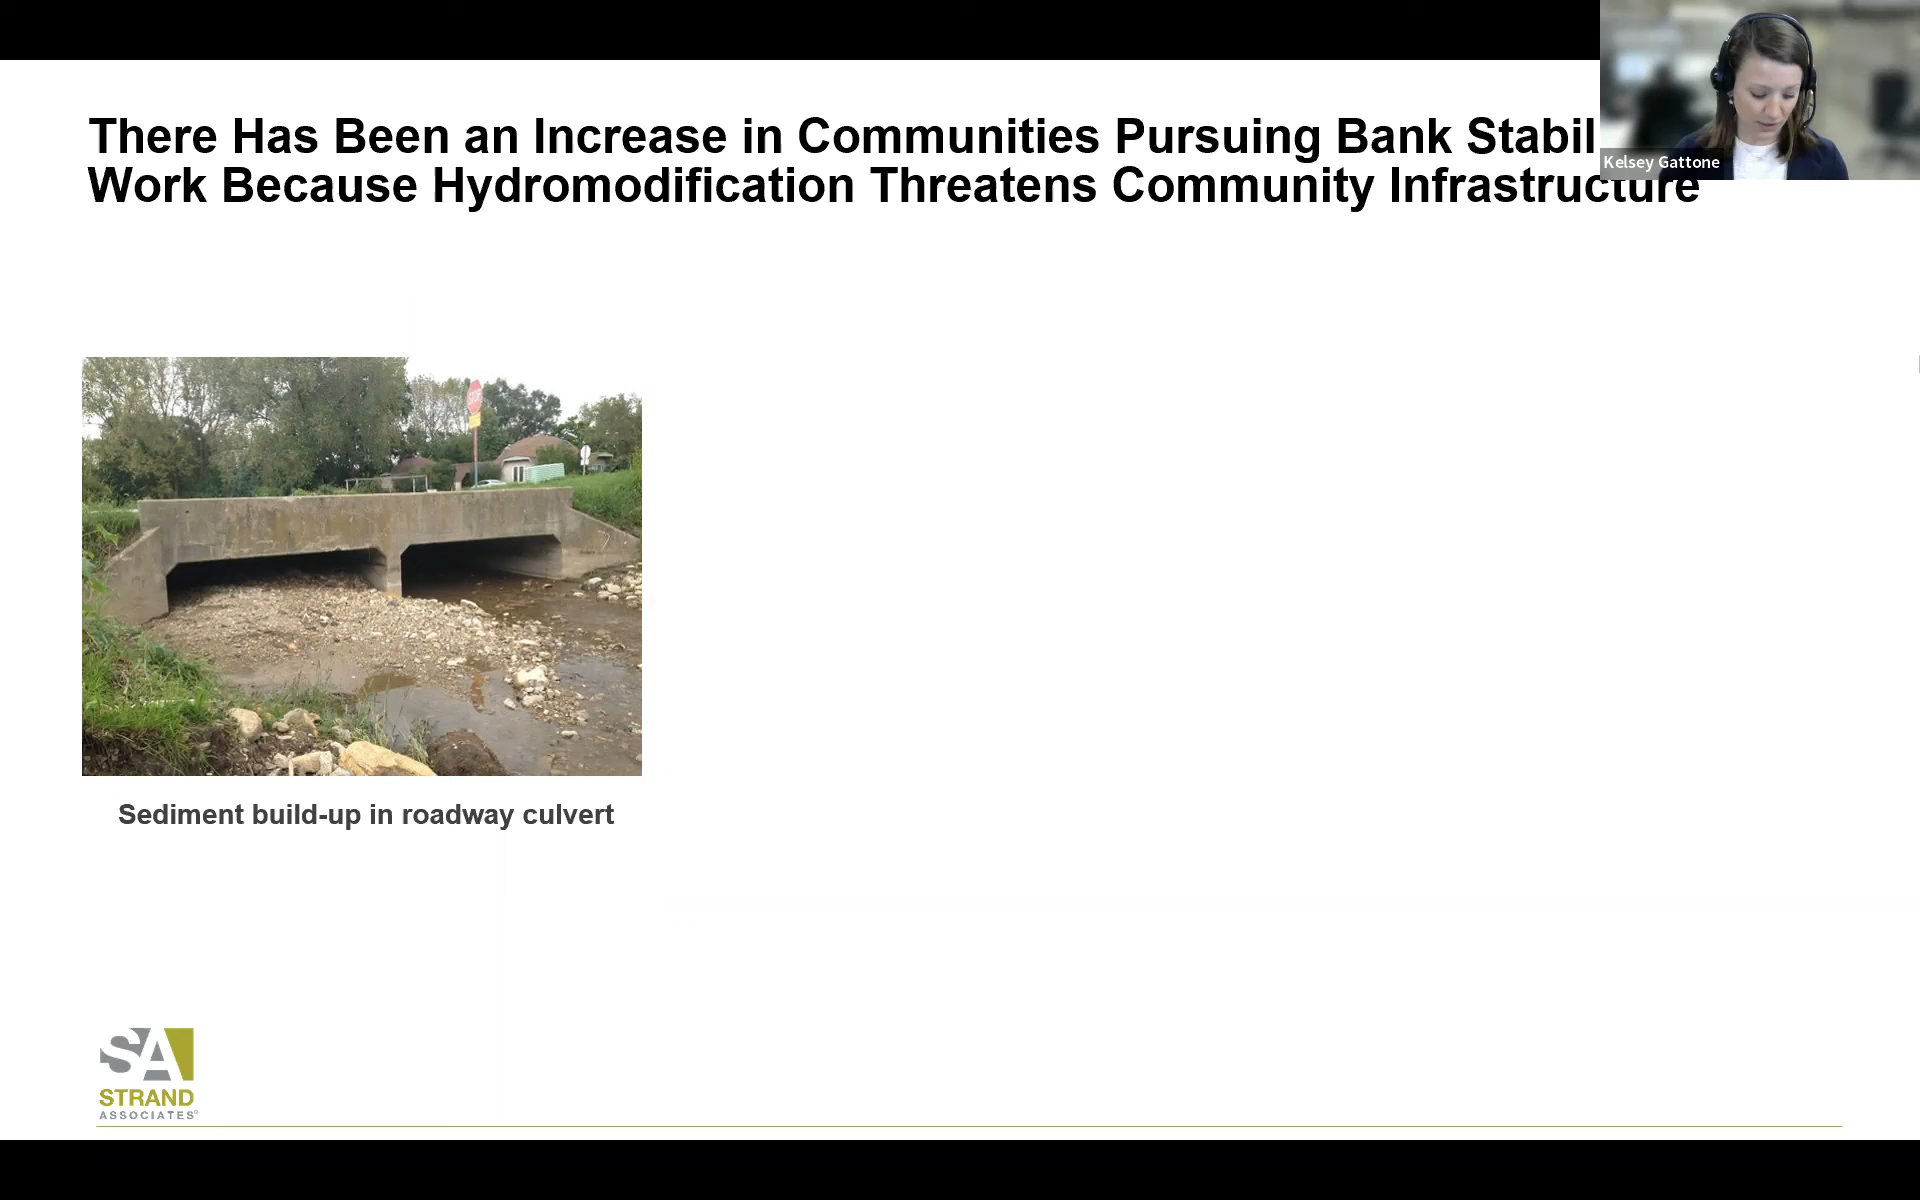 There Has Been an Increase in Communities Pursuing Bank Stabil
Work Because Hydromodification Threatens Community Infrastructure
Kelsey Gattone
STOP
Sediment build-up in roadway culvert
SA
STRAND
ASSOCIATES®